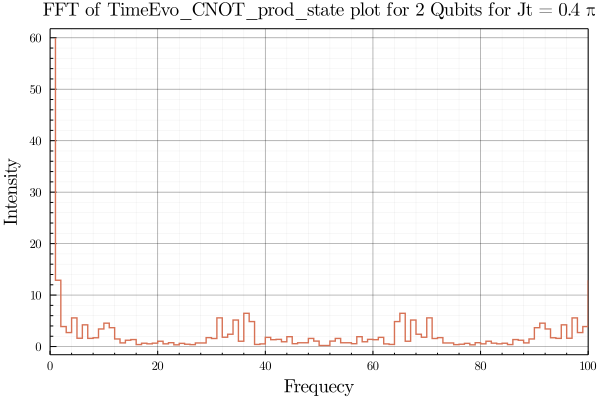 FFT of TimeEvo_CNOT_prod_state plot for 2 Qubits for Jt = 0.4 π
60
50
40
30
20
10
0
Intensity
0 20 40 60 80 100
Frequecy